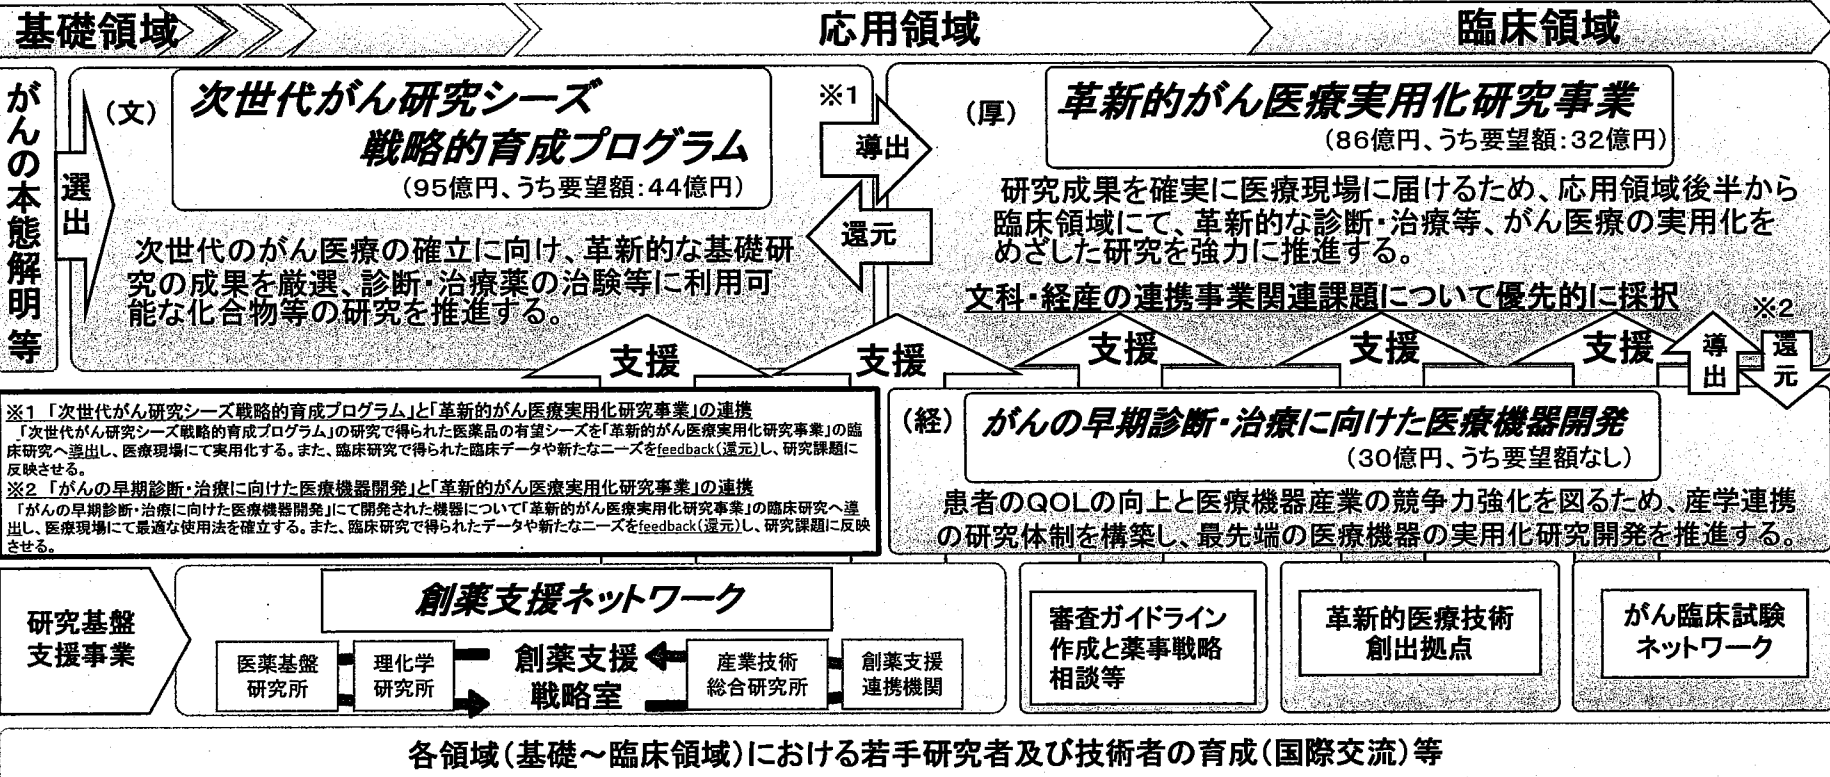 基礎領域
応用領域
臨床領域
がんの本態解明 等
選出
(文)
次世代がん研究シーズ
戦略的育成プログラム
(95億円、うち要望額:44億円)
次世代のがん医療の確立に向け、革新的な基礎研
究の成果を厳選、診断・治療薬の治験等に利用可
能な化合物等の研究を推進する。
※1
導出
還元
(厚)
革新的がん医療実用化研究事業
(86億円、うち要望額:32億円)
研究成果を確実に医療現場に届けるため、応用領域後半から
臨床領域にて、革新的な診断・治療等、がん医療の実用化を
めざした研究を強力に推進する。
文科・経産の連携事業関連課題について優先的に採択
※2
支援
支援
支援
支援
支援
導出
還元
※1 「次世代がん研究シーズ戦略的育成プログラム」と「革新的がん医療実用化研究事業」の連携
「次世代がん研究シーズ戦略的育成プログラム」の研究で得られた医薬品の有望シーズを「革新的がん医療実用化研究事業」の臨
床研究へ導出し、医療現場にて実用化する。また、臨床研究で得られた臨床データや新たなニーズをfeedback(還元)し、研究課題に
反映させる。
※2 「がんの早期診断・治療に向けた医療機器開発」と「革新的がん医療実用化研究事業」の連携
「がんの早期診断・治療に向けた医療機器開発」にて開発された機器について「革新的がん医療実用化研究事業」の臨床研究へ導
出し、医療現場にて最適な使用法を確立する。また、臨床研究で得られたデータや新たなニーズをfeedback(還元)し、研究課題に反映
させる。
(経)
がんの早期診断・治療に向けた医療機器開発
(30億円、うち要望額なし)
患者のQOLの向上と医療機器産業の競争力強化を図るため、産学連携
の研究体制を構築し、最先端の医療機器の実用化研究開発を推進する。
研究基盤
支援事業
創薬支援ネットワーク
医薬基盤
研究所
理化学
研究所
創薬支援
戦略室
産業技術
総合研究所
創薬支援
連携機関
審査ガイドライン
作成と薬事戦略
相談等
革新的医療技術
創出拠点
がん臨床試験
ネットワーク
各領域(基礎～臨床領域)における若手研究者及び技術者の育成(国際交流)等